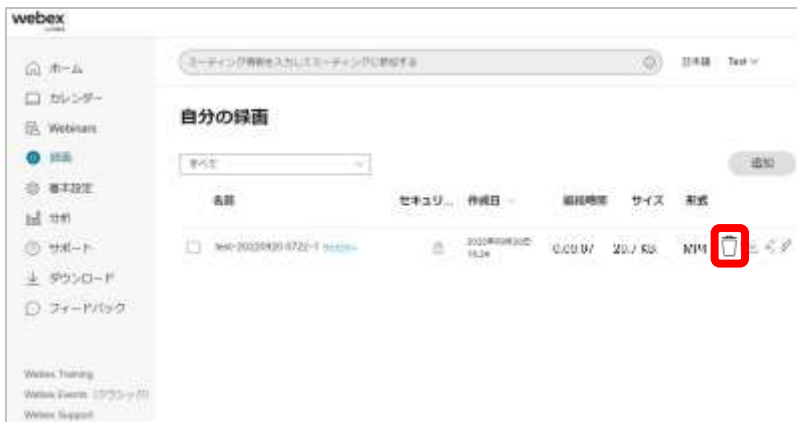 webex
ミーティング情報を入力してミーティングに参加する
日本語 Test
ホーム
カレンダー
Webinars
録画
基本設定
分析
サポート
ダウンロード
フィードバック
自分の録画
すべて
追加
名前 セキュリ... 作成日 継続時間 サイズ 形式
MP4
Webex Training
Webex Events (クラシック)
Webex Support